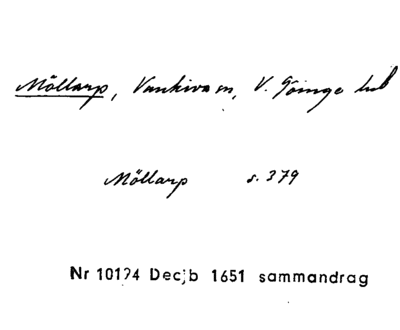 Möllarp, Vankiva sn, V. Göinge hd
Möllarp s. 379
Nr 10124 Decjb 1651 sammandrag